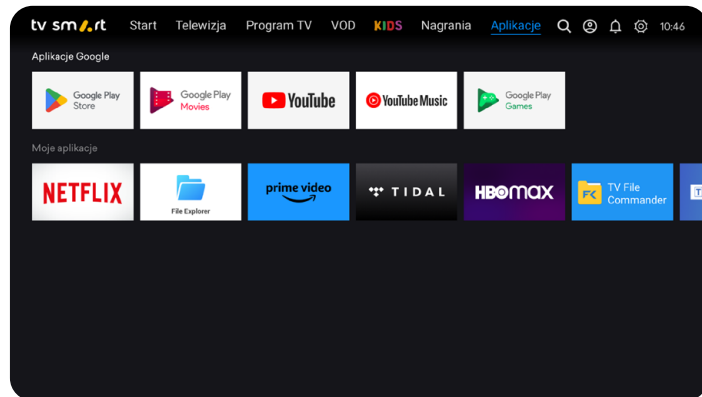 tv smart Start Telewizja Program TV VOD KIDS Nagrania Aplikacje 10:46
Aplikacje Google
Google Play
Store
Google Play
Movies
YouTube
YouTube Music
Google Play
Games
Moje aplikacje
NETFLIX
File Explorer
prime video
TIDAL
HBOmax
FK
TV File
Commander
T